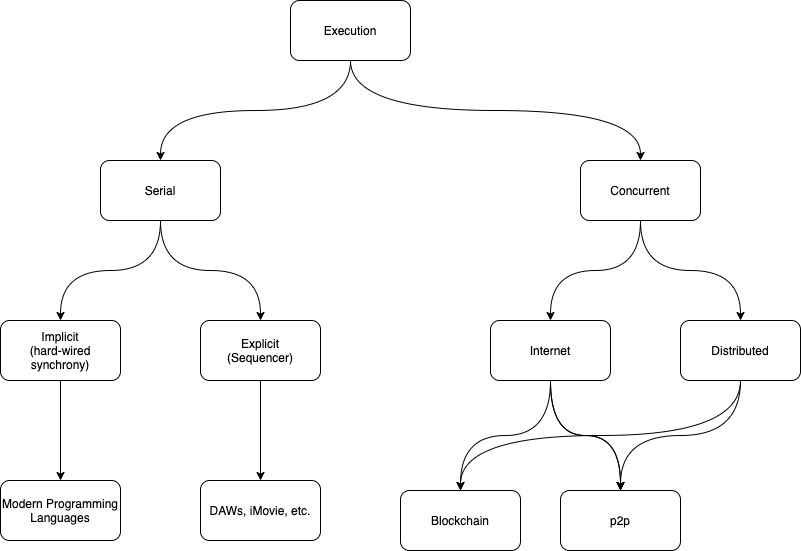 Execution
Serial
Concurrent
Implicit
(hard-wired
synchrony)
Explicit
(Sequencer)
Internet
Distributed
Modern Programming
Languages
DAWs, iMovie, etc.
Blockchain
p2p